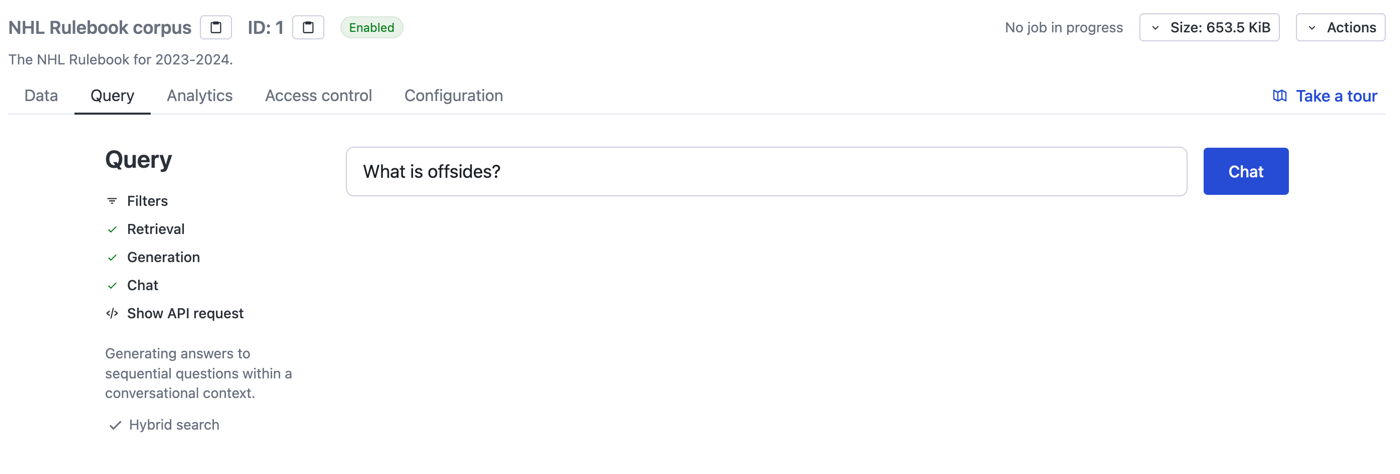 NHL Rulebook corpus ID: 1 Enabled No job in progress Size: 653.5 KiB Actions
The NHL Rulebook for 2023-2024.
Data Query Analytics Access control Configuration Take a tour
Query
What is offsides? Chat
Filters
Retrieval
Generation
Chat
</> Show API request
Generating answers to
sequential questions within a
conversational context.
Hybrid search